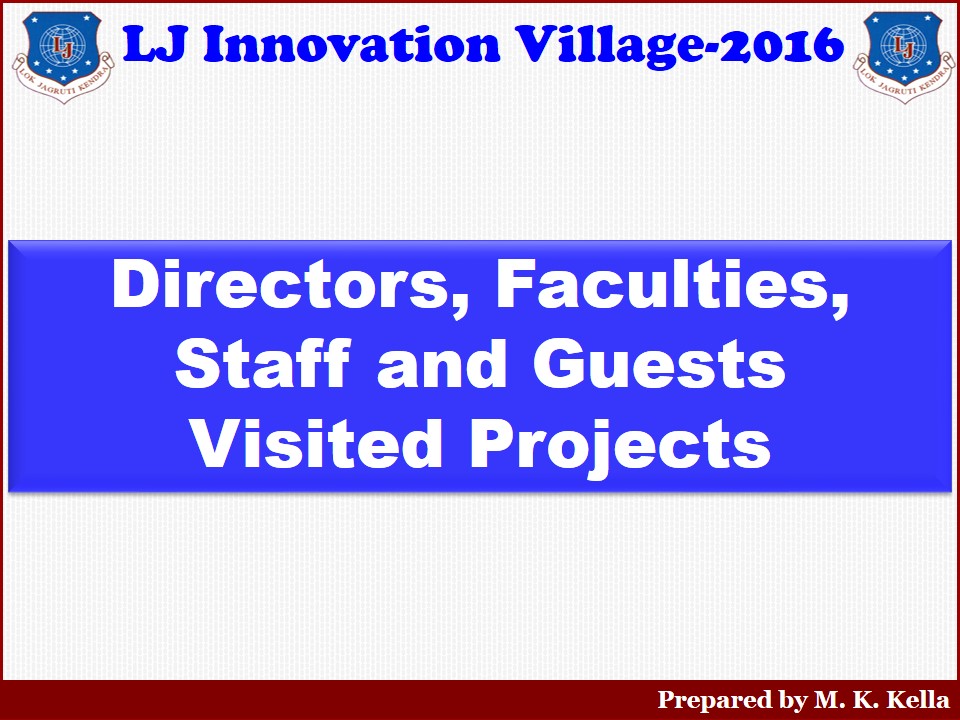 LJ Innovation Village-2016
LJ
LOK JAGRUTI KENDRA
LJ
LOK JAGRUTI KENDRA
Directors, Faculties,
Staff and Guests
Visited Projects
Prepared by M. K. Kella